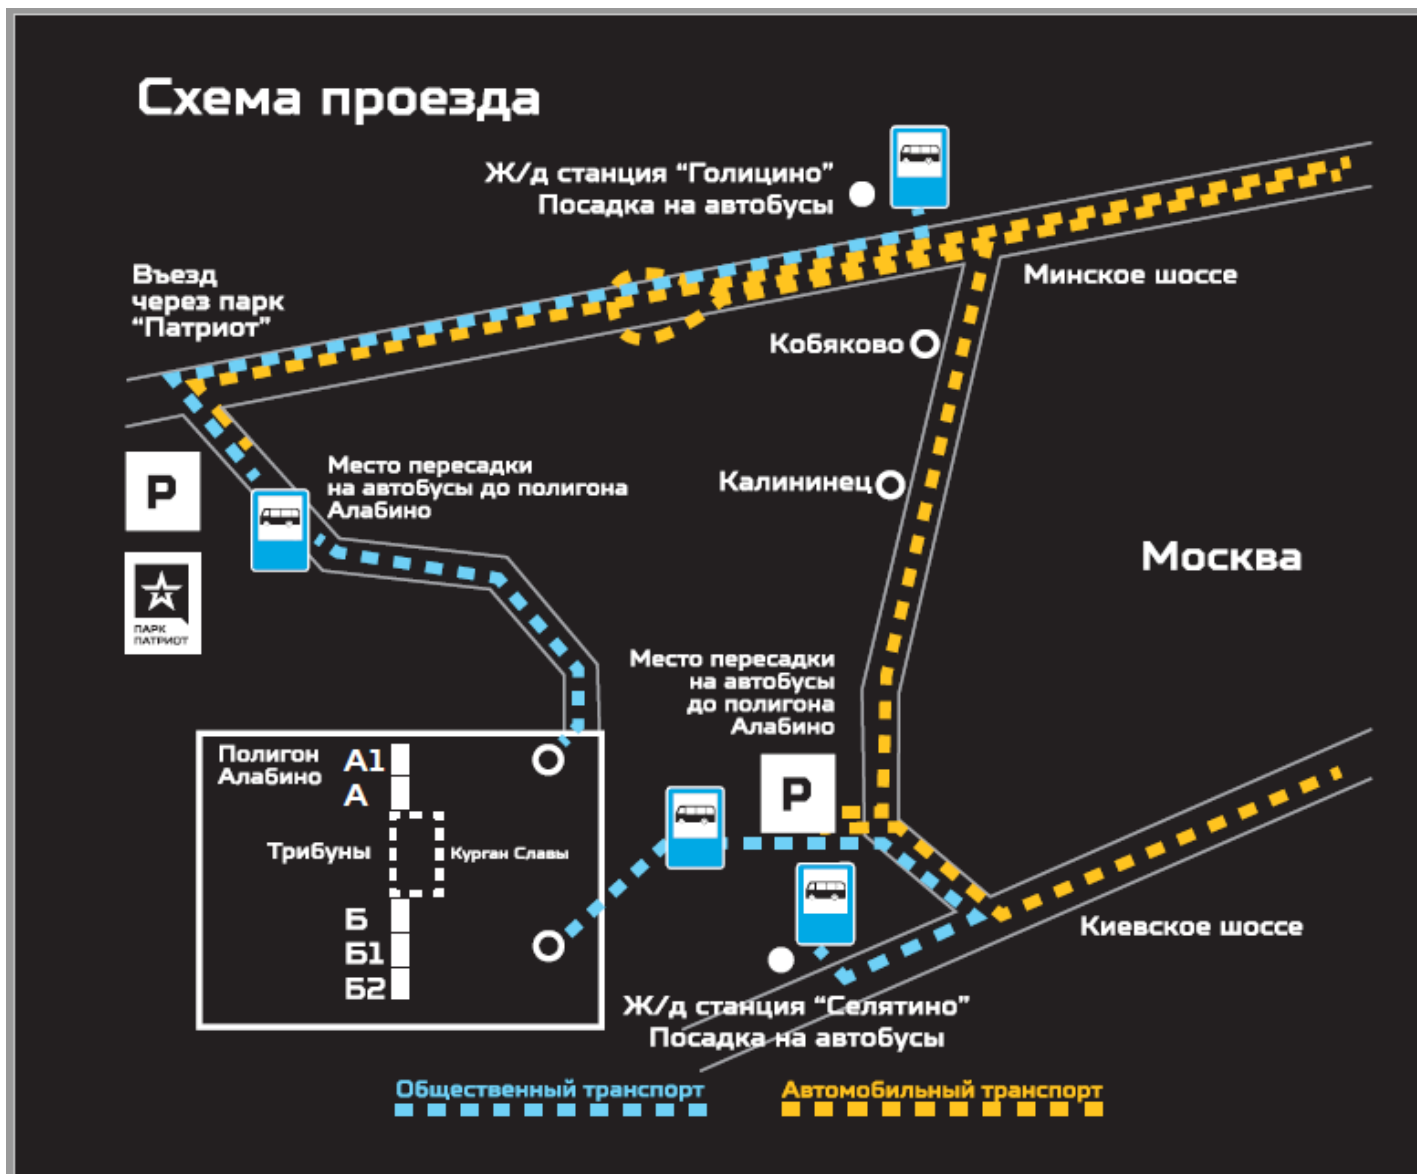 Схема проезда
Ж/д станция “Голицино”
Посадка на автобусы
Въезд
через парк
“Патриот”
Минское шоссе
Кобяково
Место пересадки
на автобусы до полигона
Алабино
P
Калининец
Москва
ПАРК
ПАТРИОТ
Место пересадки
на автобусы
до полигона
Алабино
P
Полигон
Алабино
А1
А
Трибуны
Курган Славы
Б
Б1
Б2
Киевское шоссе
Ж/д станция “Селятино”
Посадка на автобусы
Общественный транспорт
Автомобильный транспорт